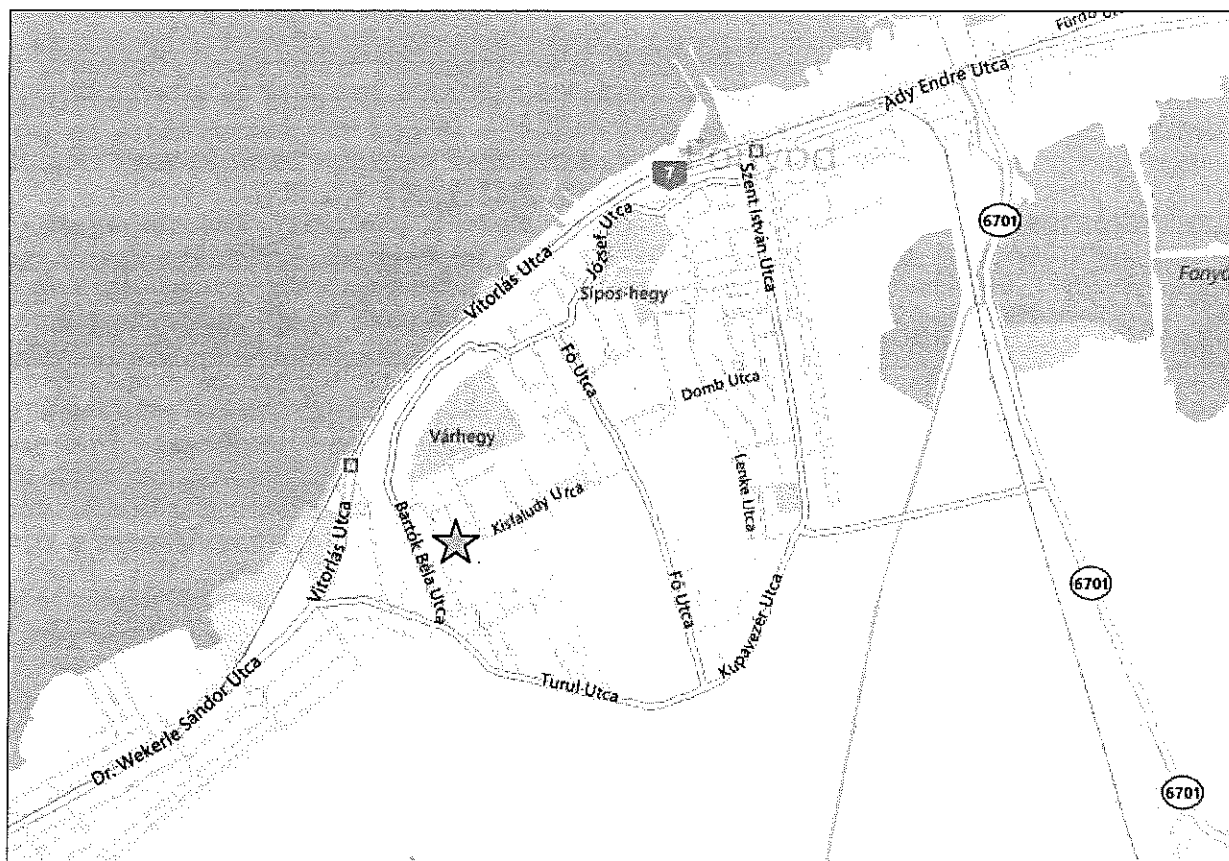 Fürdő
Ady Endre Utca
7
Szent István Utca
6701
József Utca
Vitorlás Utca
Sípos-hegy
Fő Utca
Domb Utca
Várhegy
Lenke Utca
Kisfaludy Utca
Bartók Béla Utca
Vitorlás Utca
Fő Utca
6701
Kupavezér Utca
Turul Utca
Dr. Wekerle Sándor Utca
6701